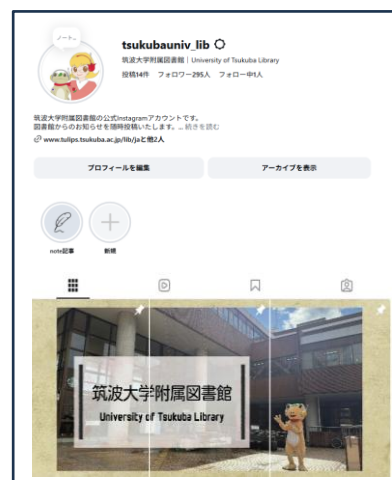 ノート...
tsukubauniv_lib
筑波大学附属図書館 | University of Tsukuba Library
投稿14件 フォロワー295人 フォロー中1人
筑波大学附属図書館の公式Instagramアカウントです。
図書館からのお知らせを随時投稿いたします。... 続きを読む
www.tulips.tsukuba.ac.jp/lib/jaと他2人
プロフィールを編集
アーカイブを表示
note記事
新規
筑波大学附属図書館
University of Tsukuba Library